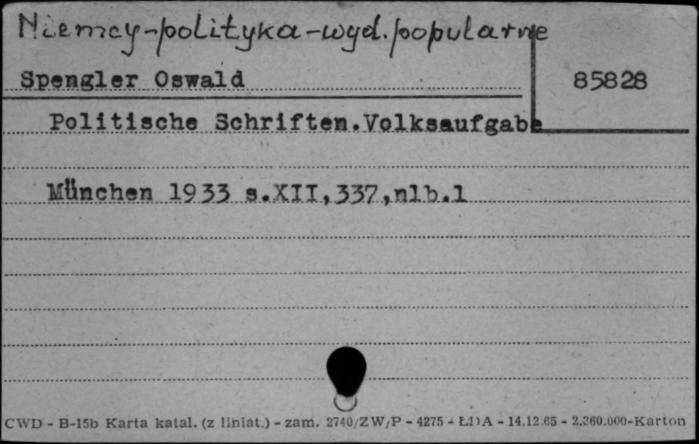 Niemcy-polityka-wyd. popularne
Spengler Oswald
85828
Politische Schriften.Volksaufgabe
München 1933 s.XII,337,nlb.1
CWD - B-15b Karta katal. (z liniat.) - zam. 2740/ZW/P - 4275 - ŁDA - 14.12.65 - 2.360.000-Karton